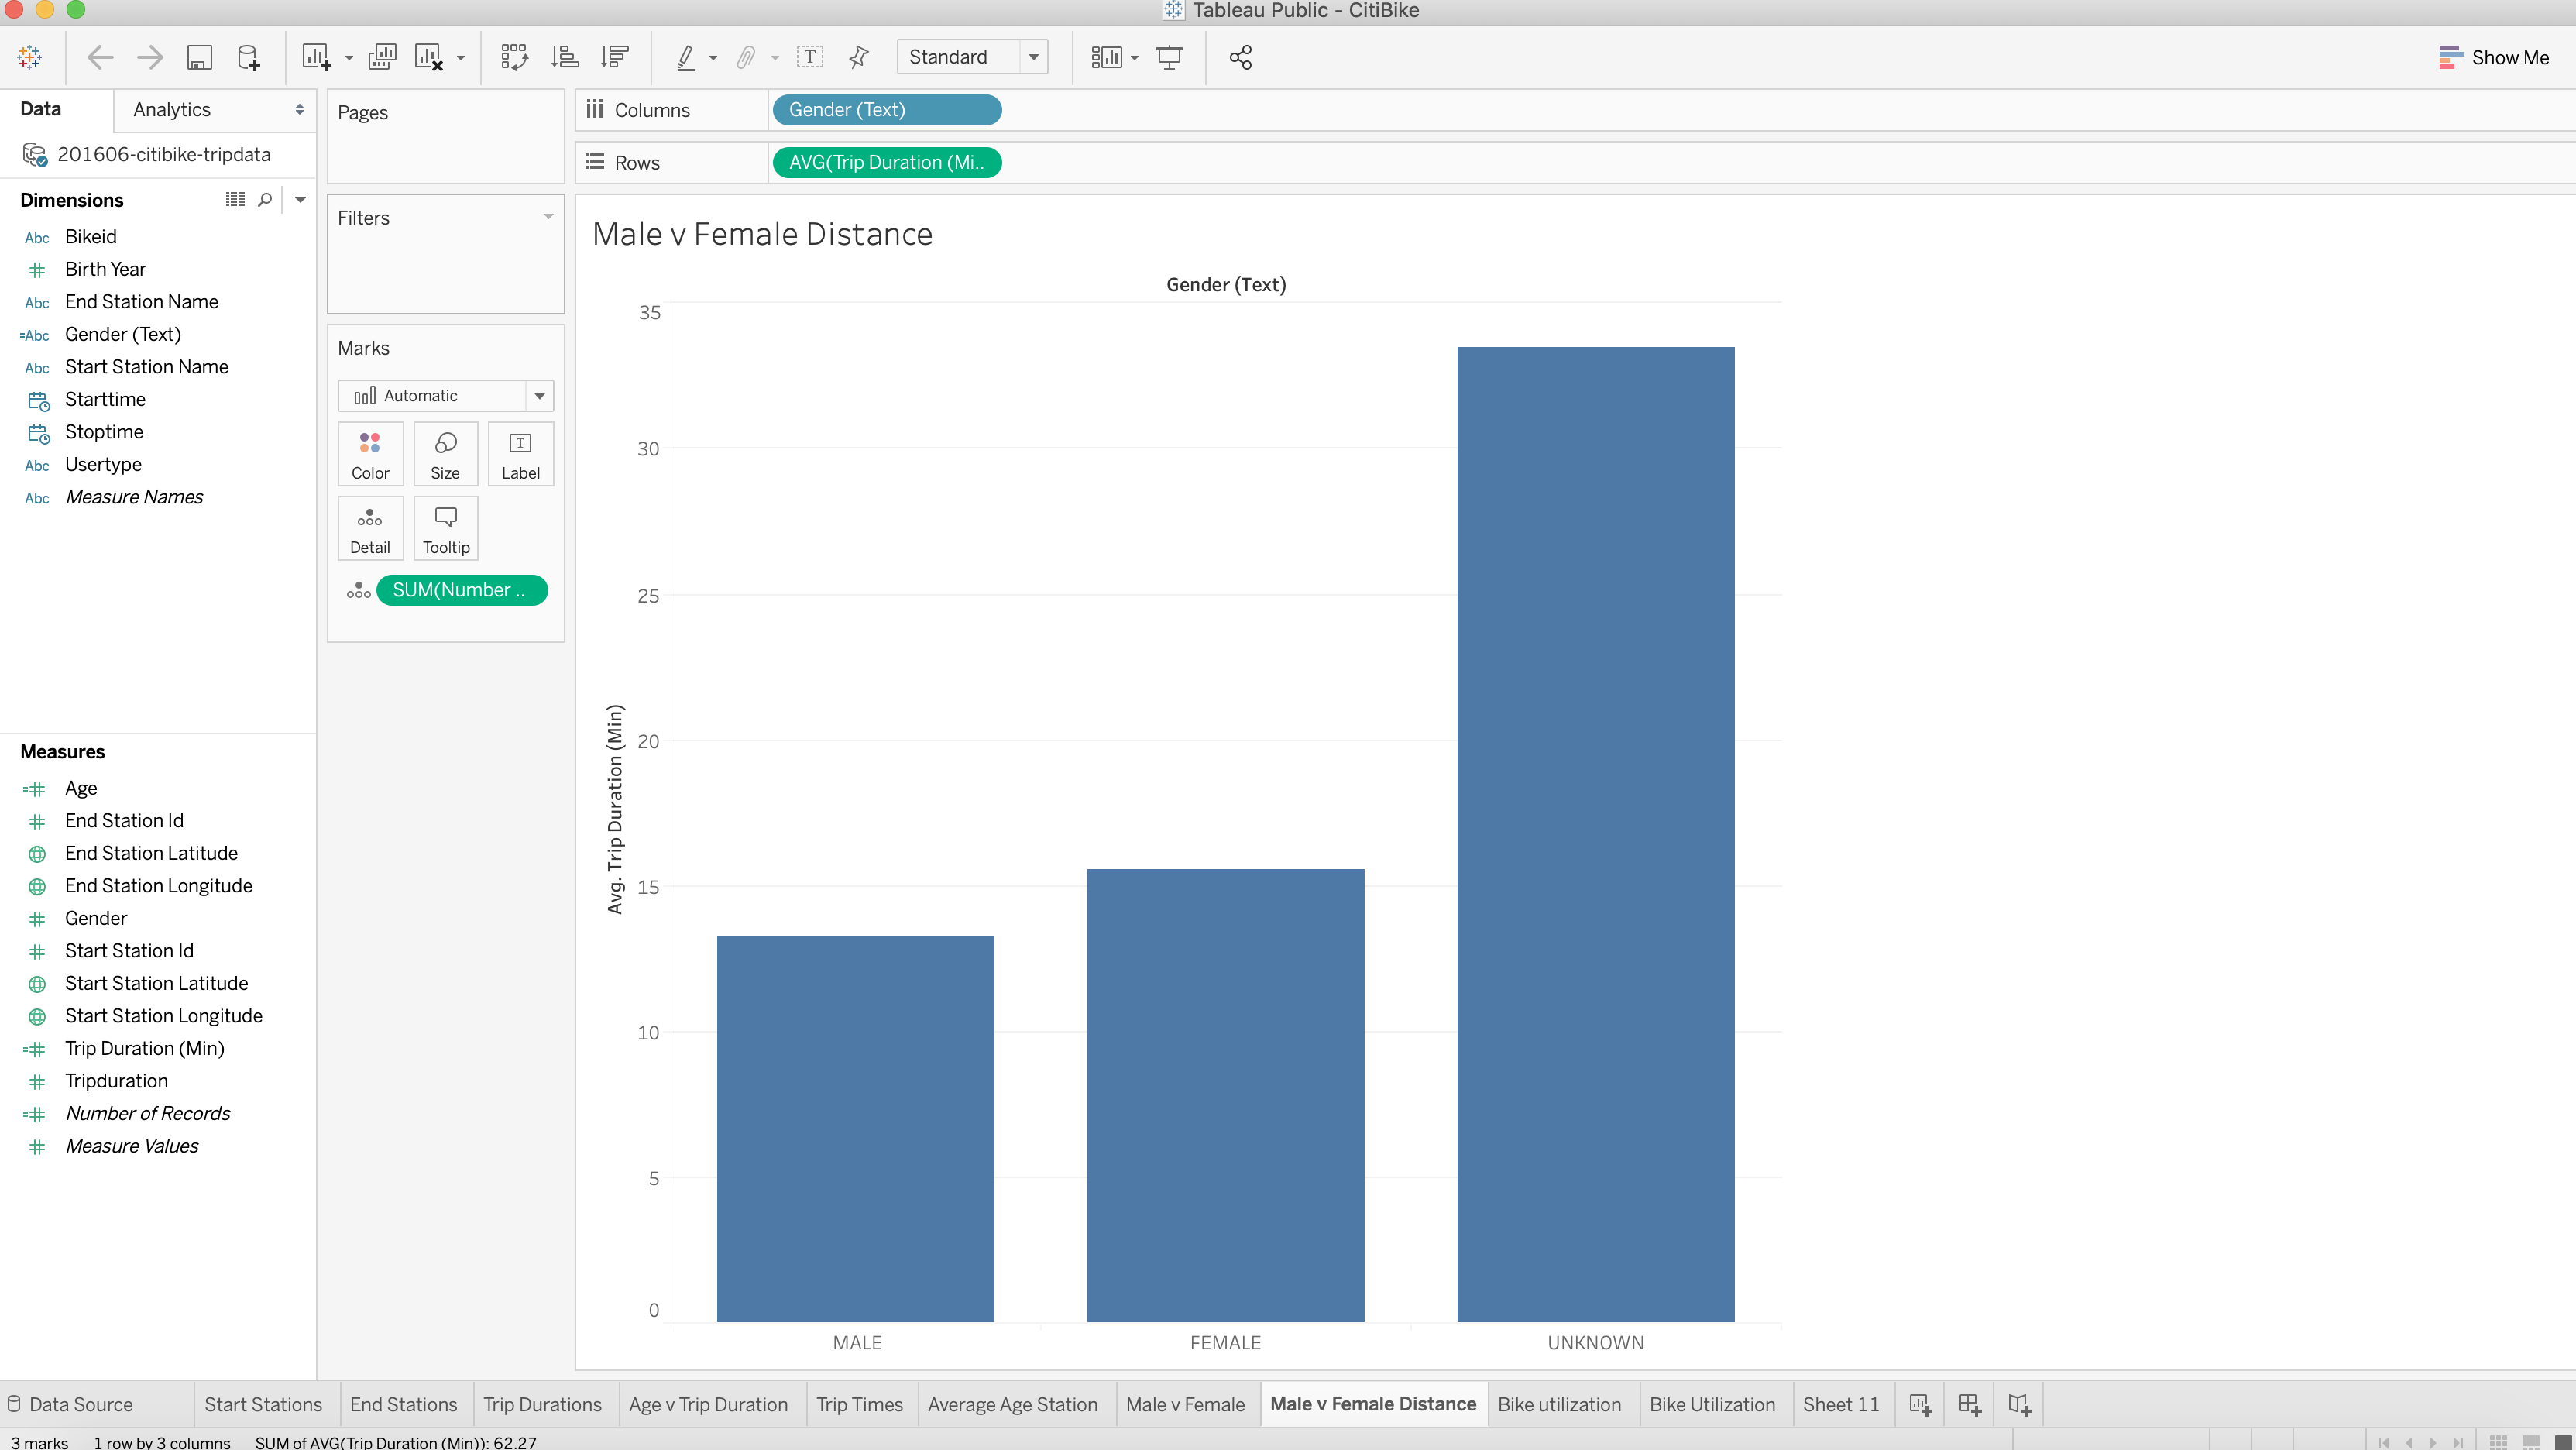 Tableau Public - CitiBike
Standard
Show Me
Data
Analytics
201606-citibike-tripdata
Dimensions
Abc Bikeid
Birth Year
Abc End Station Name
=Abc Gender (Text)
Abc Start Station Name
Starttime
Stoptime
Abc Usertype
Abc Measure Names
Measures
Age
End Station Id
End Station Latitude
End Station Longitude
Gender
Start Station Id
Start Station Latitude
Start Station Longitude
Trip Duration (Min)
Tripduration
Number of Records
Measure Values
Pages
Filters
Marks
Automatic
Color
Size
Label
Detail
Tooltip
SUM(Number ..
Columns
Gender (Text)
Rows
AVG(Trip Duration (Mi..
Male v Female Distance
Gender (Text)
Avg. Trip Duration (Min)
35
30
25
20
15
10
5
0
MALE
FEMALE
UNKNOWN
Data Source
Start Stations
End Stations
Trip Durations
Age v Trip Duration
Trip Times
Average Age Station
Male v Female
Male v Female Distance
Bike utilization
Bike Utilization
Sheet 11
3 marks
1 row by 3 columns
SUM of AVG(Trip Duration (Min)): 62.27